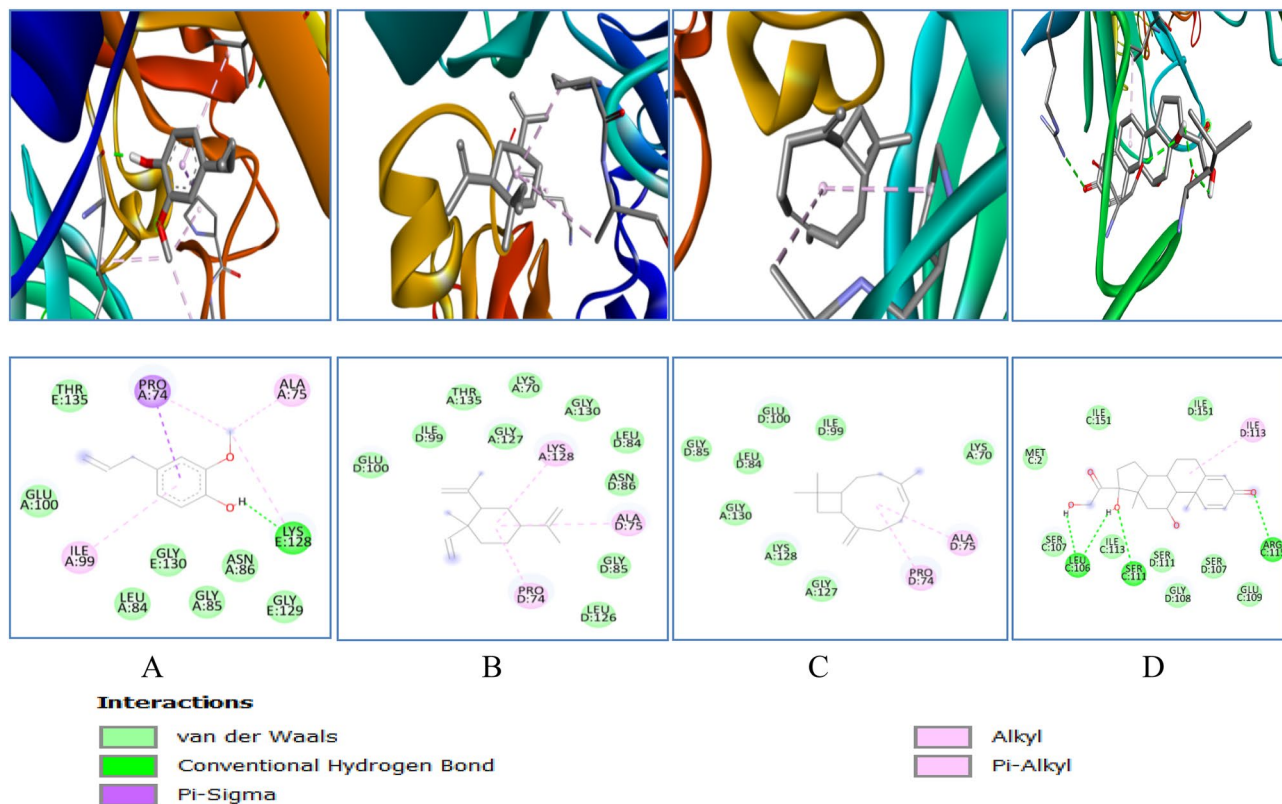 THR
E:135
PRO
A:74
ALA
A:75
GLU
A:100
H
O
O
LYS
E:128
ILE
A:99
GLY
E:130
ASN
A:86
LEU
A:84
GLY
A:85
GLY
E:129
LYS
A:70
THR
A:135
GLY
A:130
ILE
D:99
GLY
A:127
LEU
D:84
LYS
A:128
GLU
D:100
ASN
D:86
ALA
D:75
GLY
D:85
PRO
D:74
LEU
D:126
GLU
D:100
ILE
D:99
GLY
D:85
LEU
D:84
LYS
A:70
GLY
A:130
ALA
D:75
LYS
A:128
PRO
D:74
GLY
A:127
ILE
C:151
ILE
D:151
ILE
D:113
MET
C:2
O
O
H
O
H
O
O
SER
C:107
LEU
C:106
ILE
C:113
SER
C:111
SER
D:111
GLY
D:108
SER
D:107
GLU
C:109
A B C D
Interactions
van der Waals
Conventional Hydrogen Bond
Pi-Sigma
Alkyl
Pi-Alkyl